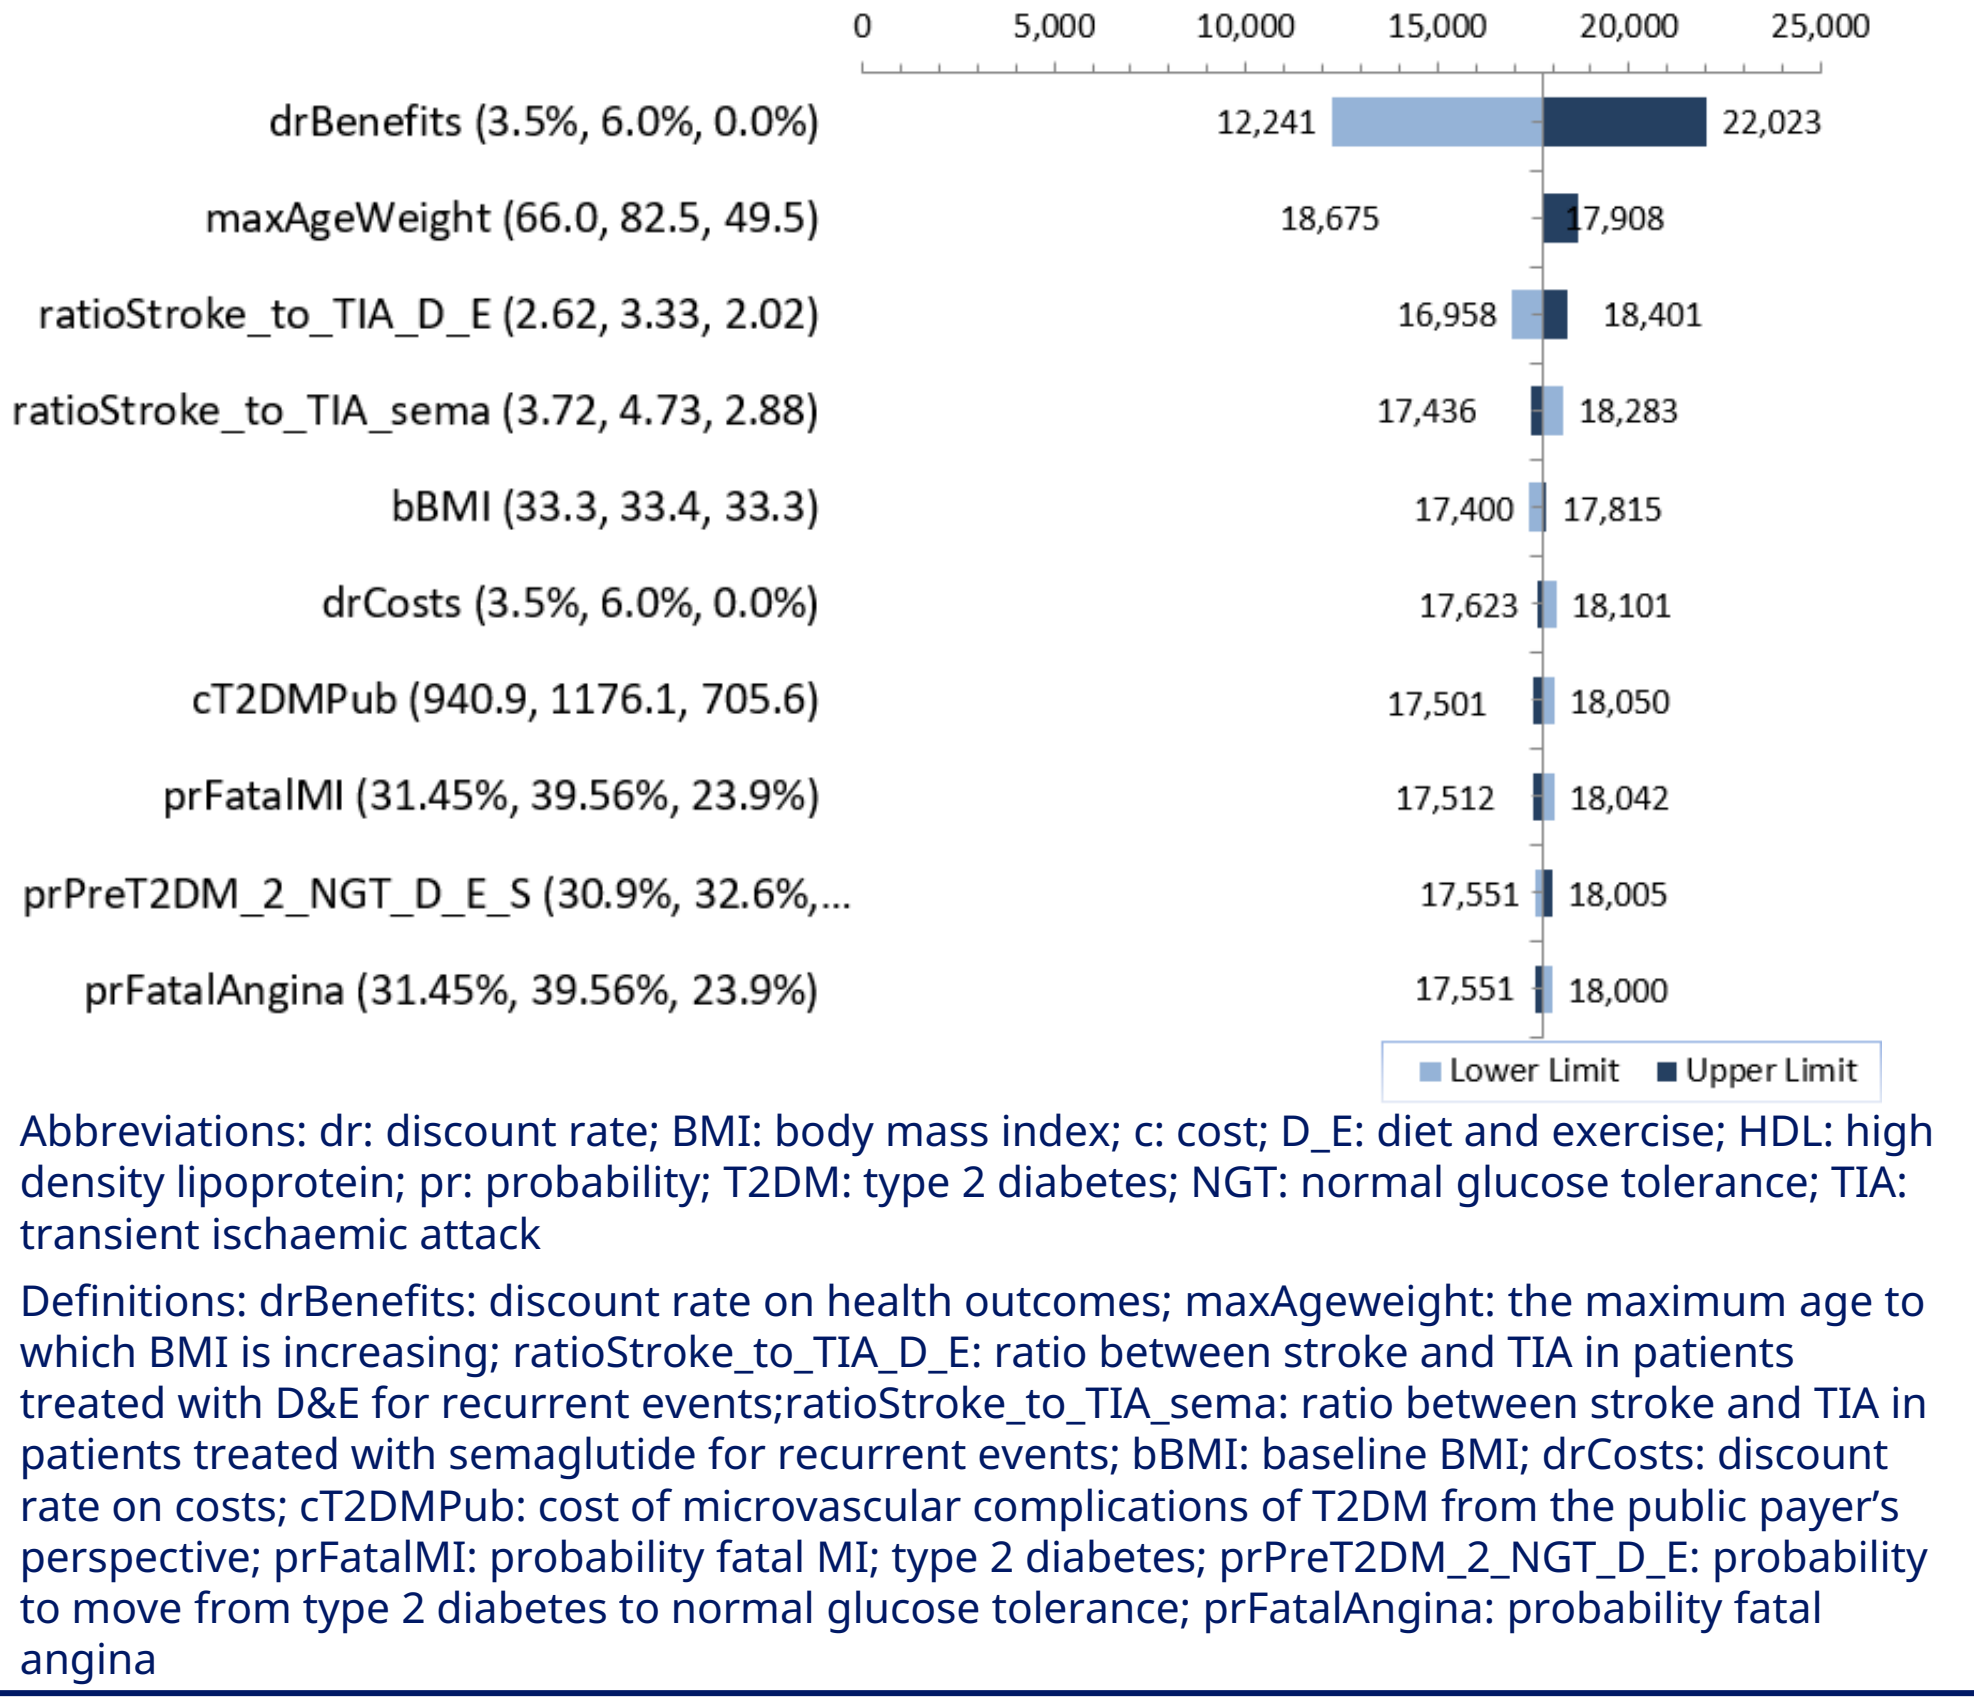 0 5,000 10,000 15,000 20,000 25,000
drBenefits (3.5%, 6.0%, 0.0%) 12,241 22,023
maxAgeWeight (66.0, 82.5, 49.5) 18,675 17,908
ratioStroke_to_TIA_D_E (2.62, 3.33, 2.02) 16,958 18,401
ratioStroke_to_TIA_sema (3.72, 4.73, 2.88) 17,436 18,283
bBMI (33.3, 33.4, 33.3) 17,400 17,815
drCosts (3.5%, 6.0%, 0.0%) 17,623 18,101
cT2DMPub (940.9, 1176.1, 705.6) 17,501 18,050
prFatalMI (31.45%, 39.56%, 23.9%) 17,512 18,042
prPreT2DM_2_NGT_D_E_S (30.9%, 32.6%,... 17,551 18,005
prFatalAngina (31.45%, 39.56%, 23.9%) 17,551 18,000
Lower Limit Upper Limit
Abbreviations: dr: discount rate; BMI: body mass index; c: cost; D_E: diet and exercise; HDL: high
density lipoprotein; pr: probability; T2DM: type 2 diabetes; NGT: normal glucose tolerance; TIA:
transient ischaemic attack
Definitions: drBenefits: discount rate on health outcomes; maxAgeweight: the maximum age to
which BMI is increasing; ratioStroke_to_TIA_D_E: ratio between stroke and TIA in patients
treated with D&E for recurrent events;ratioStroke_to_TIA_sema: ratio between stroke and TIA in
patients treated with semaglutide for recurrent events; bBMI: baseline BMI; drCosts: discount
rate on costs; cT2DMPub: cost of microvascular complications of T2DM from the public payer’s
perspective; prFatalMI: probability fatal MI; type 2 diabetes; prPreT2DM_2_NGT_D_E: probability
to move from type 2 diabetes to normal glucose tolerance; prFatalAngina: probability fatal
angina